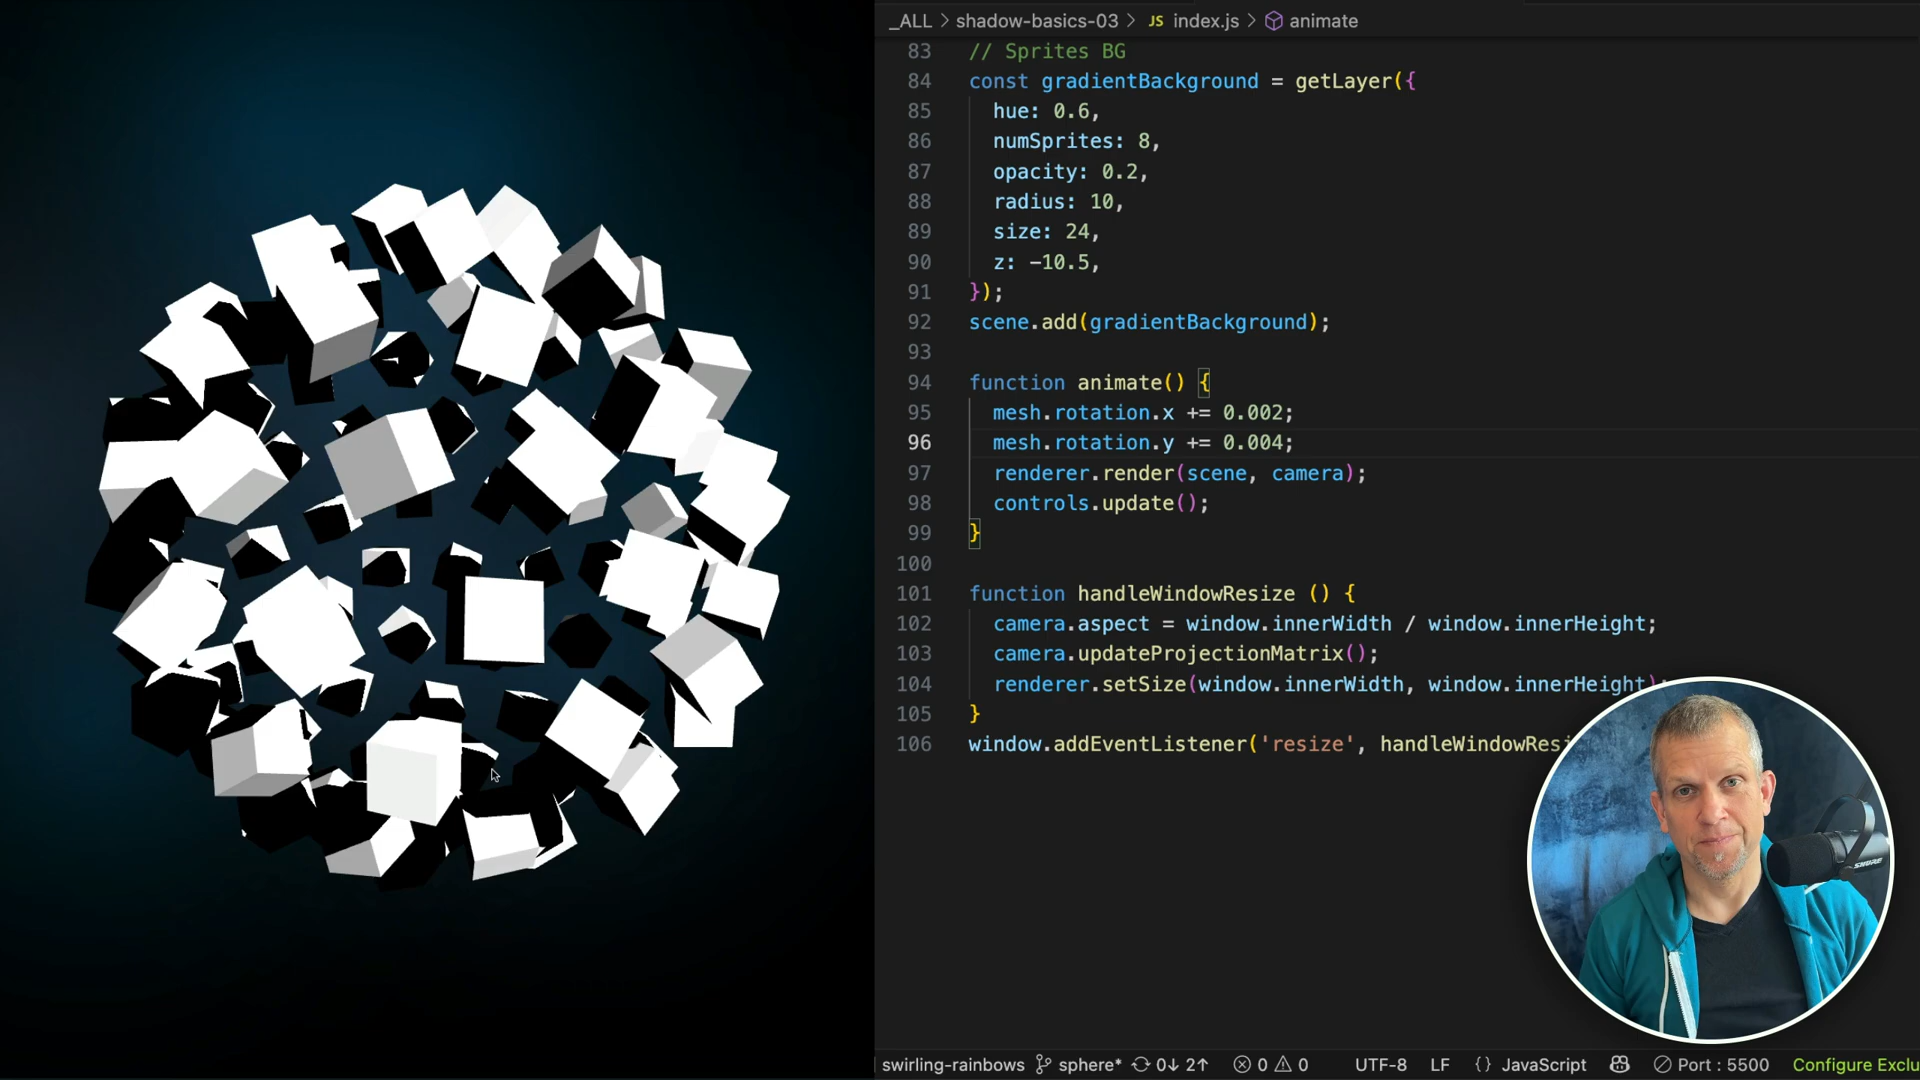 _ALL > shadow-basics-03 > JS index.js > animate
83 // Sprites BG
84 const gradientBackground = getLayer({
85 hue: 0.6,
86 numSprites: 8,
87 opacity: 0.2,
88 radius: 10,
89 size: 24,
90 z: -10.5,
91 });
92 scene.add(gradientBackground);
93
94 function animate() {
95 mesh.rotation.x += 0.002;
96 mesh.rotation.y += 0.004;
97 renderer.render(scene, camera);
98 controls.update();
99 }
100
101 function handleWindowResize () {
102 camera.aspect = window.innerWidth / window.innerHeight;
103 camera.updateProjectionMatrix();
104 renderer.setSize(window.innerWidth, window.innerHeight);
105 }
106 window.addEventListener('resize', handleWindowResi
SHURE
swirling-rainbows sphere* 0↓ 2↑ 0 0 UTF-8 LF {} JavaScript Port : 5500 Configure Exclu